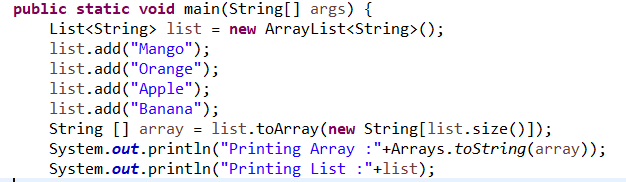 public static void main(String[] args) {
List<String> list = new ArrayList<String>();
list.add("Mango");
list.add("Orange");
list.add("Apple");
list.add("Banana");
String [] array = list.toArray(new String[list.size()]);
System.out.println("Printing Array :"+Arrays.toString(array));
System.out.println("Printing List :"+list);